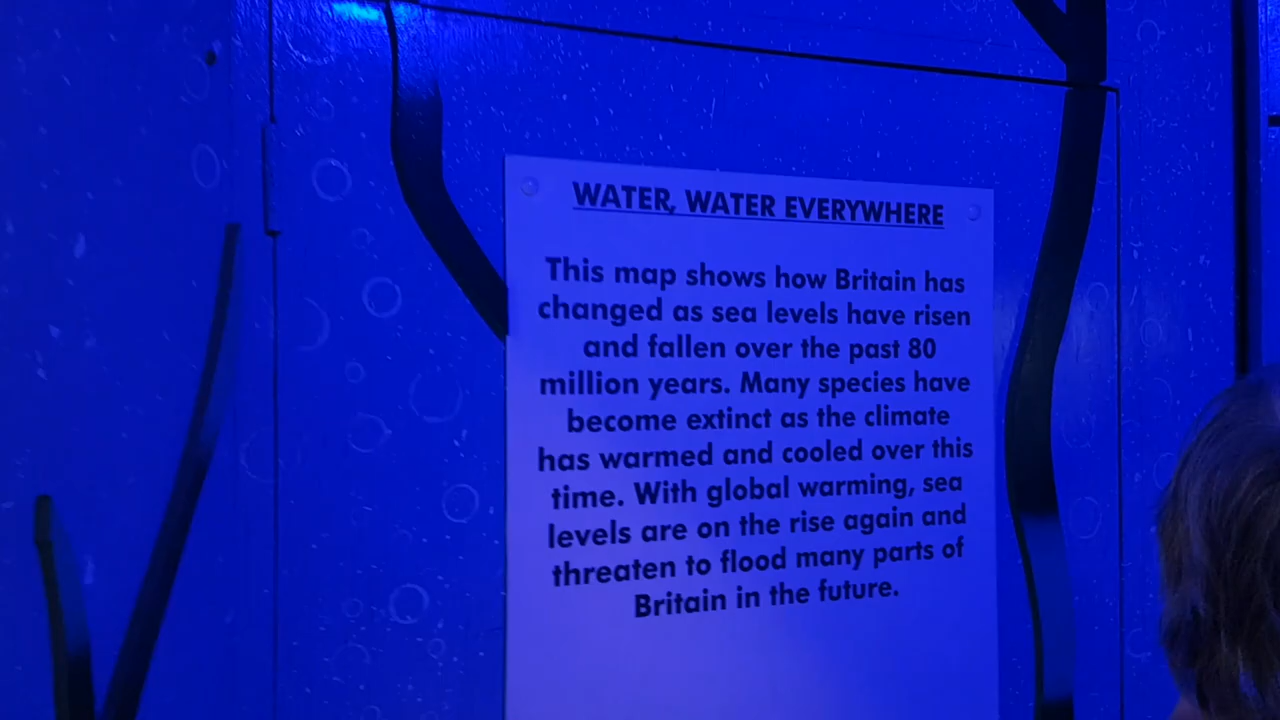 WATER, WATER EVERYWHERE
This map shows how Britain has
changed as sea levels have risen
and fallen over the past 80
million years. Many species have
become extinct as the climate
has warmed and cooled over this
time. With global warming, sea
levels are on the rise again and
threaten to flood many parts of
Britain in the future.